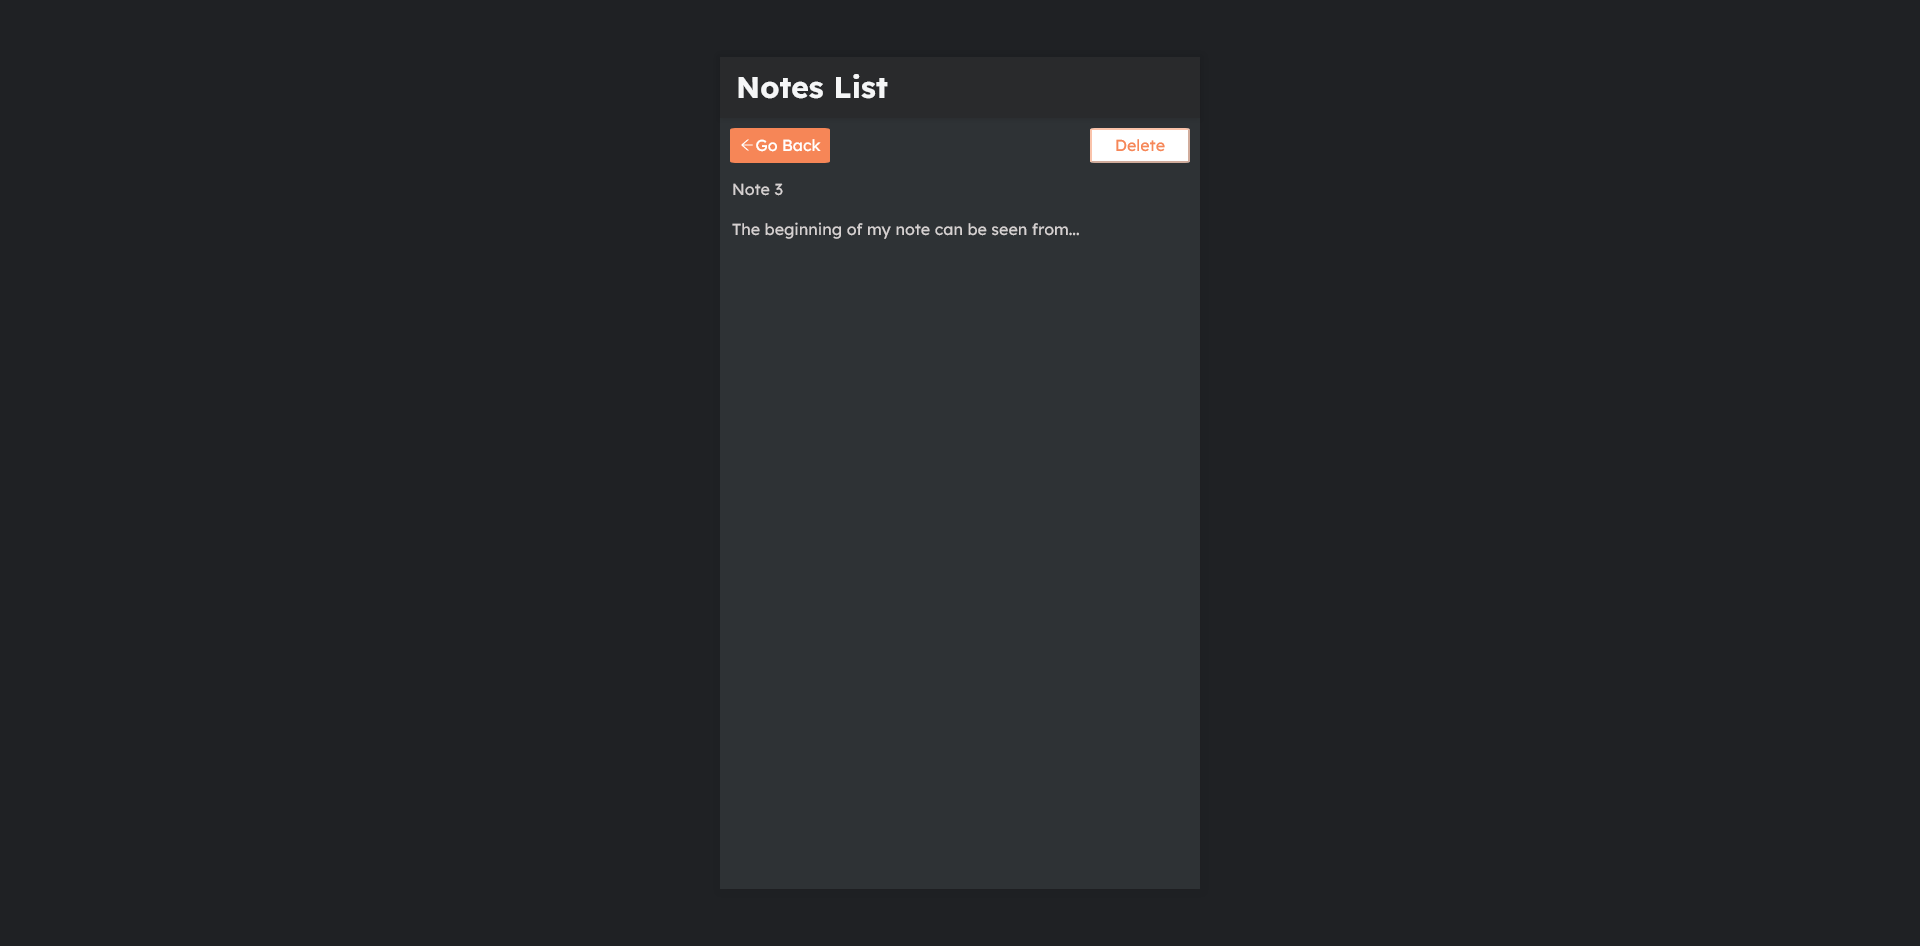 Notes List
←Go Back
Delete
Note 3
The beginning of my note can be seen from...